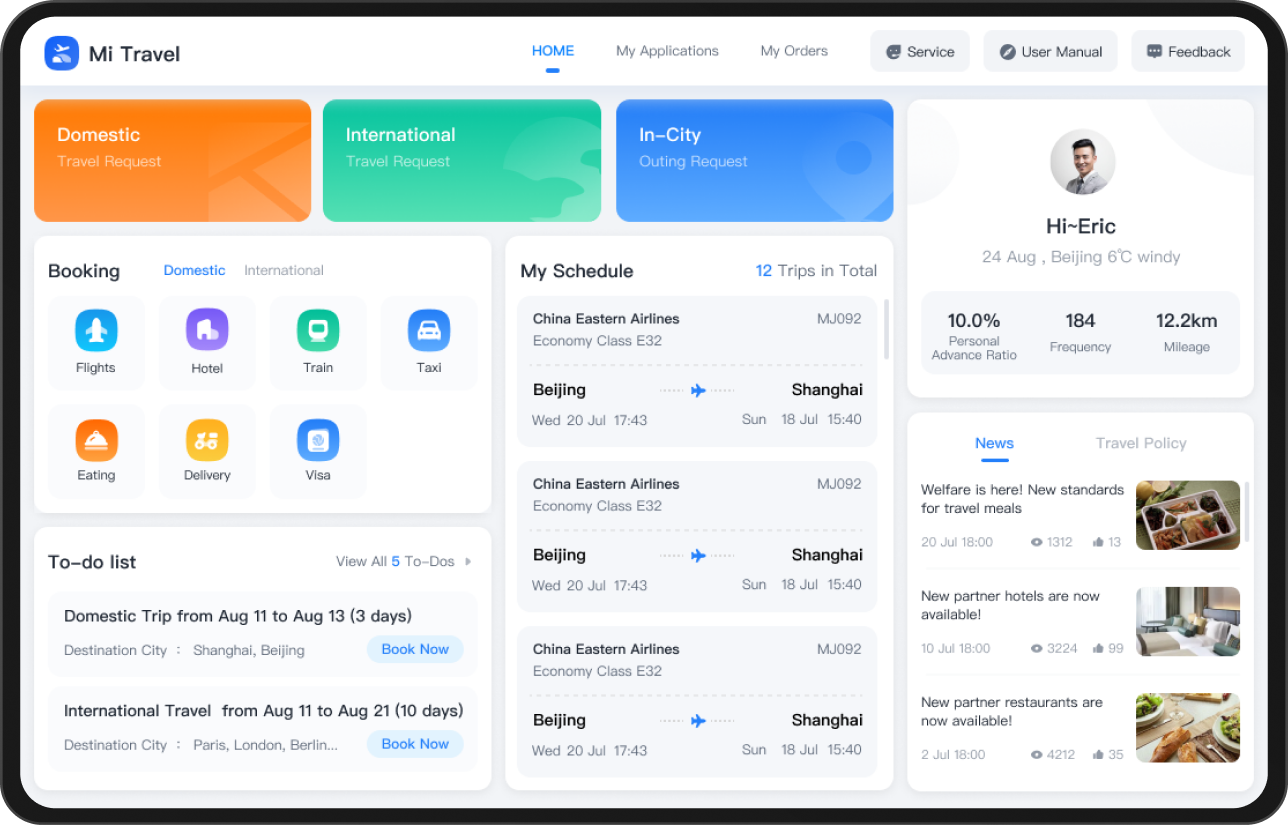 Mi Travel
HOME
My Applications
My Orders
Service
User Manual
Feedback
Domestic
Travel Request
International
Travel Request
In-City
Outing Request
Hi~Eric
24 Aug , Beijing 6℃ windy
10.0%
Personal
Advance Ratio
184
Frequency
12.2km
Mileage
Booking
Domestic
International
Flights
Hotel
Train
Taxi
Eating
Delivery
Visa
To-do list
View All 5 To-Dos
Domestic Trip from Aug 11 to Aug 13 (3 days)
Destination City : Shanghai, Beijing
Book Now
International Travel from Aug 11 to Aug 21 (10 days)
Destination City : Paris, London, Berlin...
Book Now
My Schedule
12 Trips in Total
China Eastern Airlines
MJ092
Economy Class E32
Beijing
Shanghai
Wed 20 Jul 17:43
Sun 18 Jul 15:40
China Eastern Airlines
MJ092
Economy Class E32
Beijing
Shanghai
Wed 20 Jul 17:43
Sun 18 Jul 15:40
China Eastern Airlines
MJ092
Economy Class E32
Beijing
Shanghai
Wed 20 Jul 17:43
Sun 18 Jul 15:40
News
Travel Policy
Welfare is here! New standards
for travel meals
20 Jul 18:00
1312
13
New partner hotels are now
available!
10 Jul 18:00
3224
99
New partner restaurants are
now available!
2 Jul 18:00
4212
35